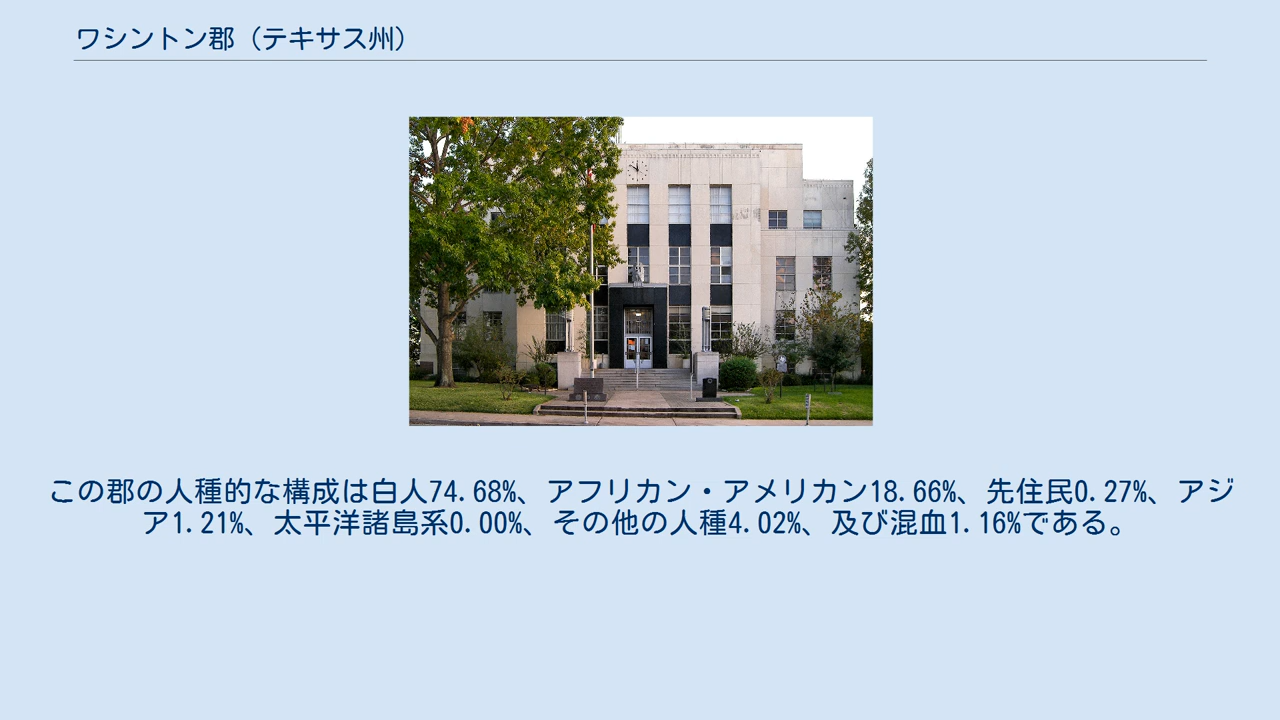 ワシントン郡（テキサス州）
この郡の人種的な構成は白人74.68%、アフリカン・アメリカン18.66%、先住民0.27%、アジ
ア1.21%、太平洋諸島系0.00%、その他の人種4.02%、及び混血1.16%である。